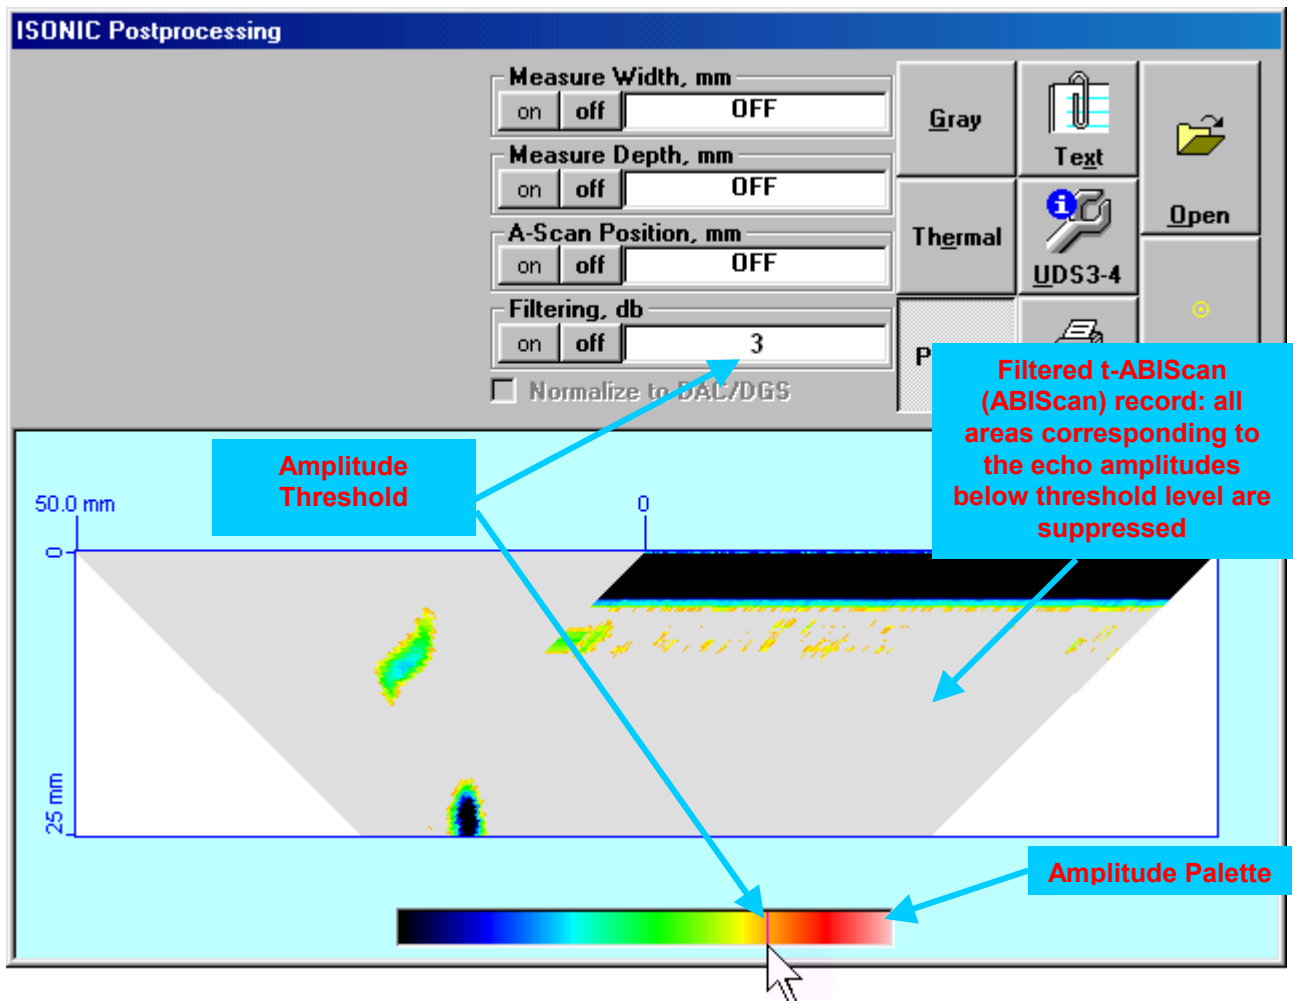 ISONIC Postprocessing
Measure Width, mm
on off OFF
Measure Depth, mm
on off OFF
A-Scan Position, mm
on off OFF
Filtering, db
on off 3
Normalize to DAC/DGS
Gray
Thermal
P
Text
UDS3-4
Open
Filtered t-ABIScan
(ABIScan) record: all
areas corresponding to
the echo amplitudes
below threshold level are
suppressed
Amplitude
Threshold
50.0 mm
0
0
25 mm
Amplitude Palette